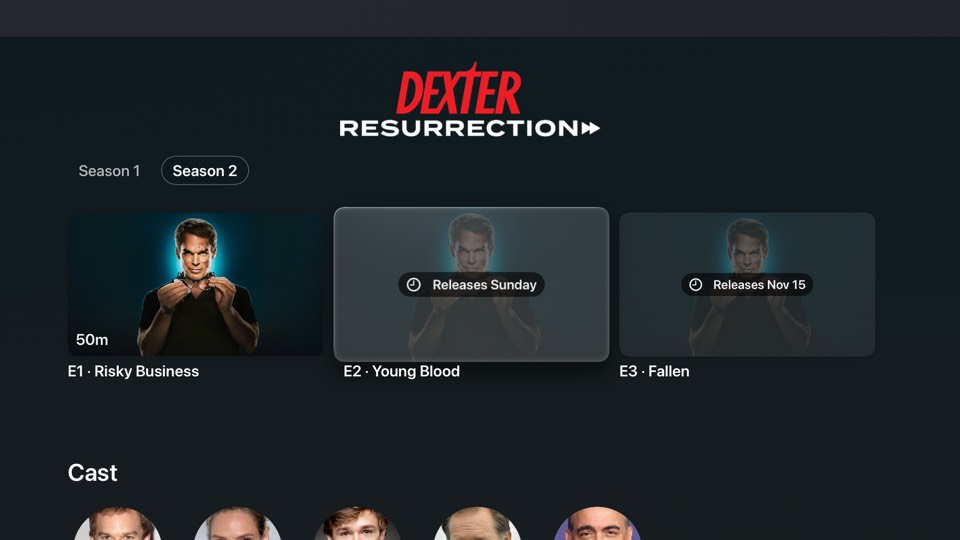 DEXTER
RESURRECTION
Season 1
Season 2
50m
Releases Sunday
Releases Nov 15
E1 · Risky Business
E2 · Young Blood
E3 · Fallen
Cast